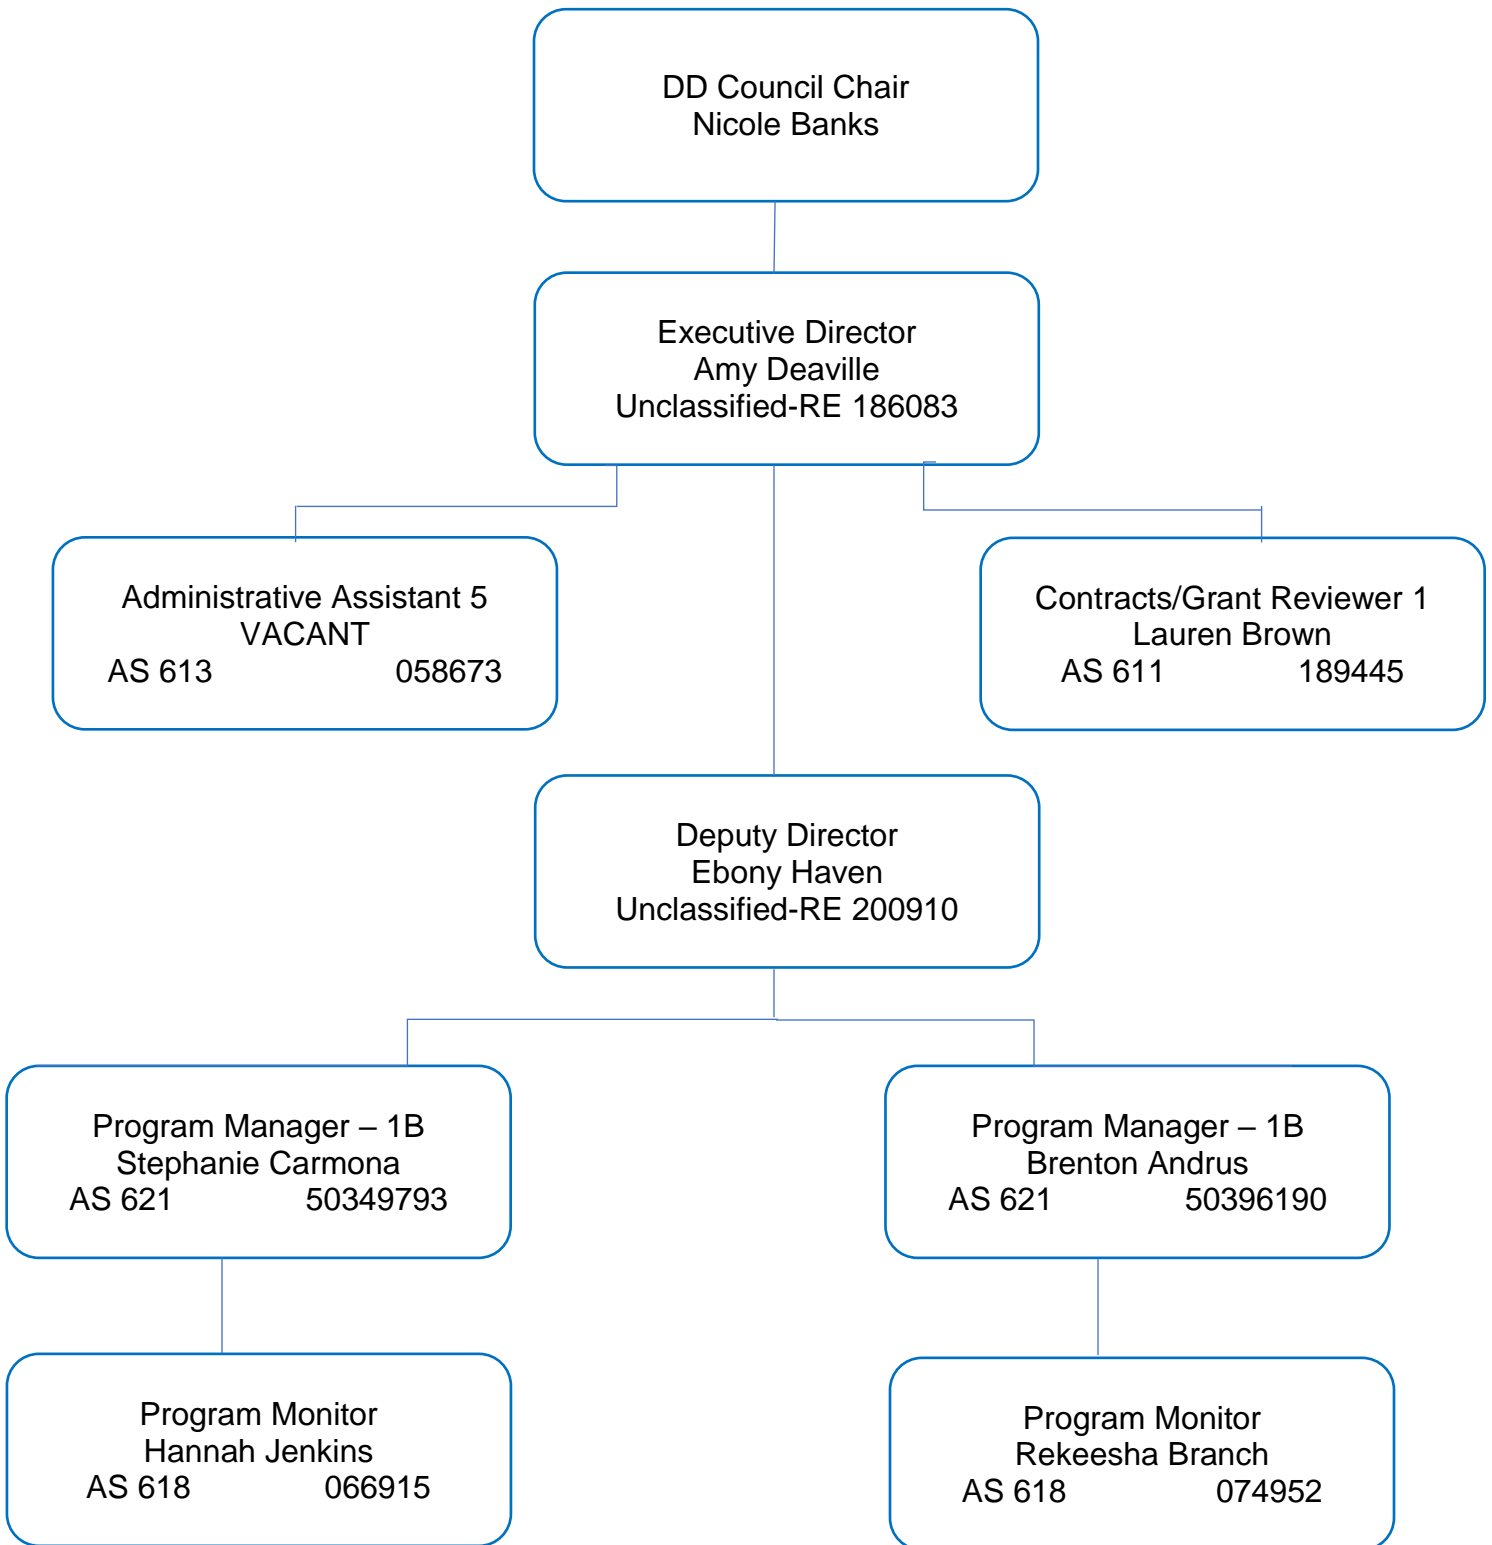 DD Council Chair
Nicole Banks
Executive Director
Amy Deaville
Unclassified-RE 186083
Administrative Assistant 5
VACANT
AS 613 058673
Contracts/Grant Reviewer 1
Lauren Brown
AS 611 189445
Deputy Director
Ebony Haven
Unclassified-RE 200910
Program Manager – 1B
Stephanie Carmona
AS 621 50349793
Program Manager – 1B
Brenton Andrus
AS 621 50396190
Program Monitor
Hannah Jenkins
AS 618 066915
Program Monitor
Rekeesha Branch
AS 618 074952